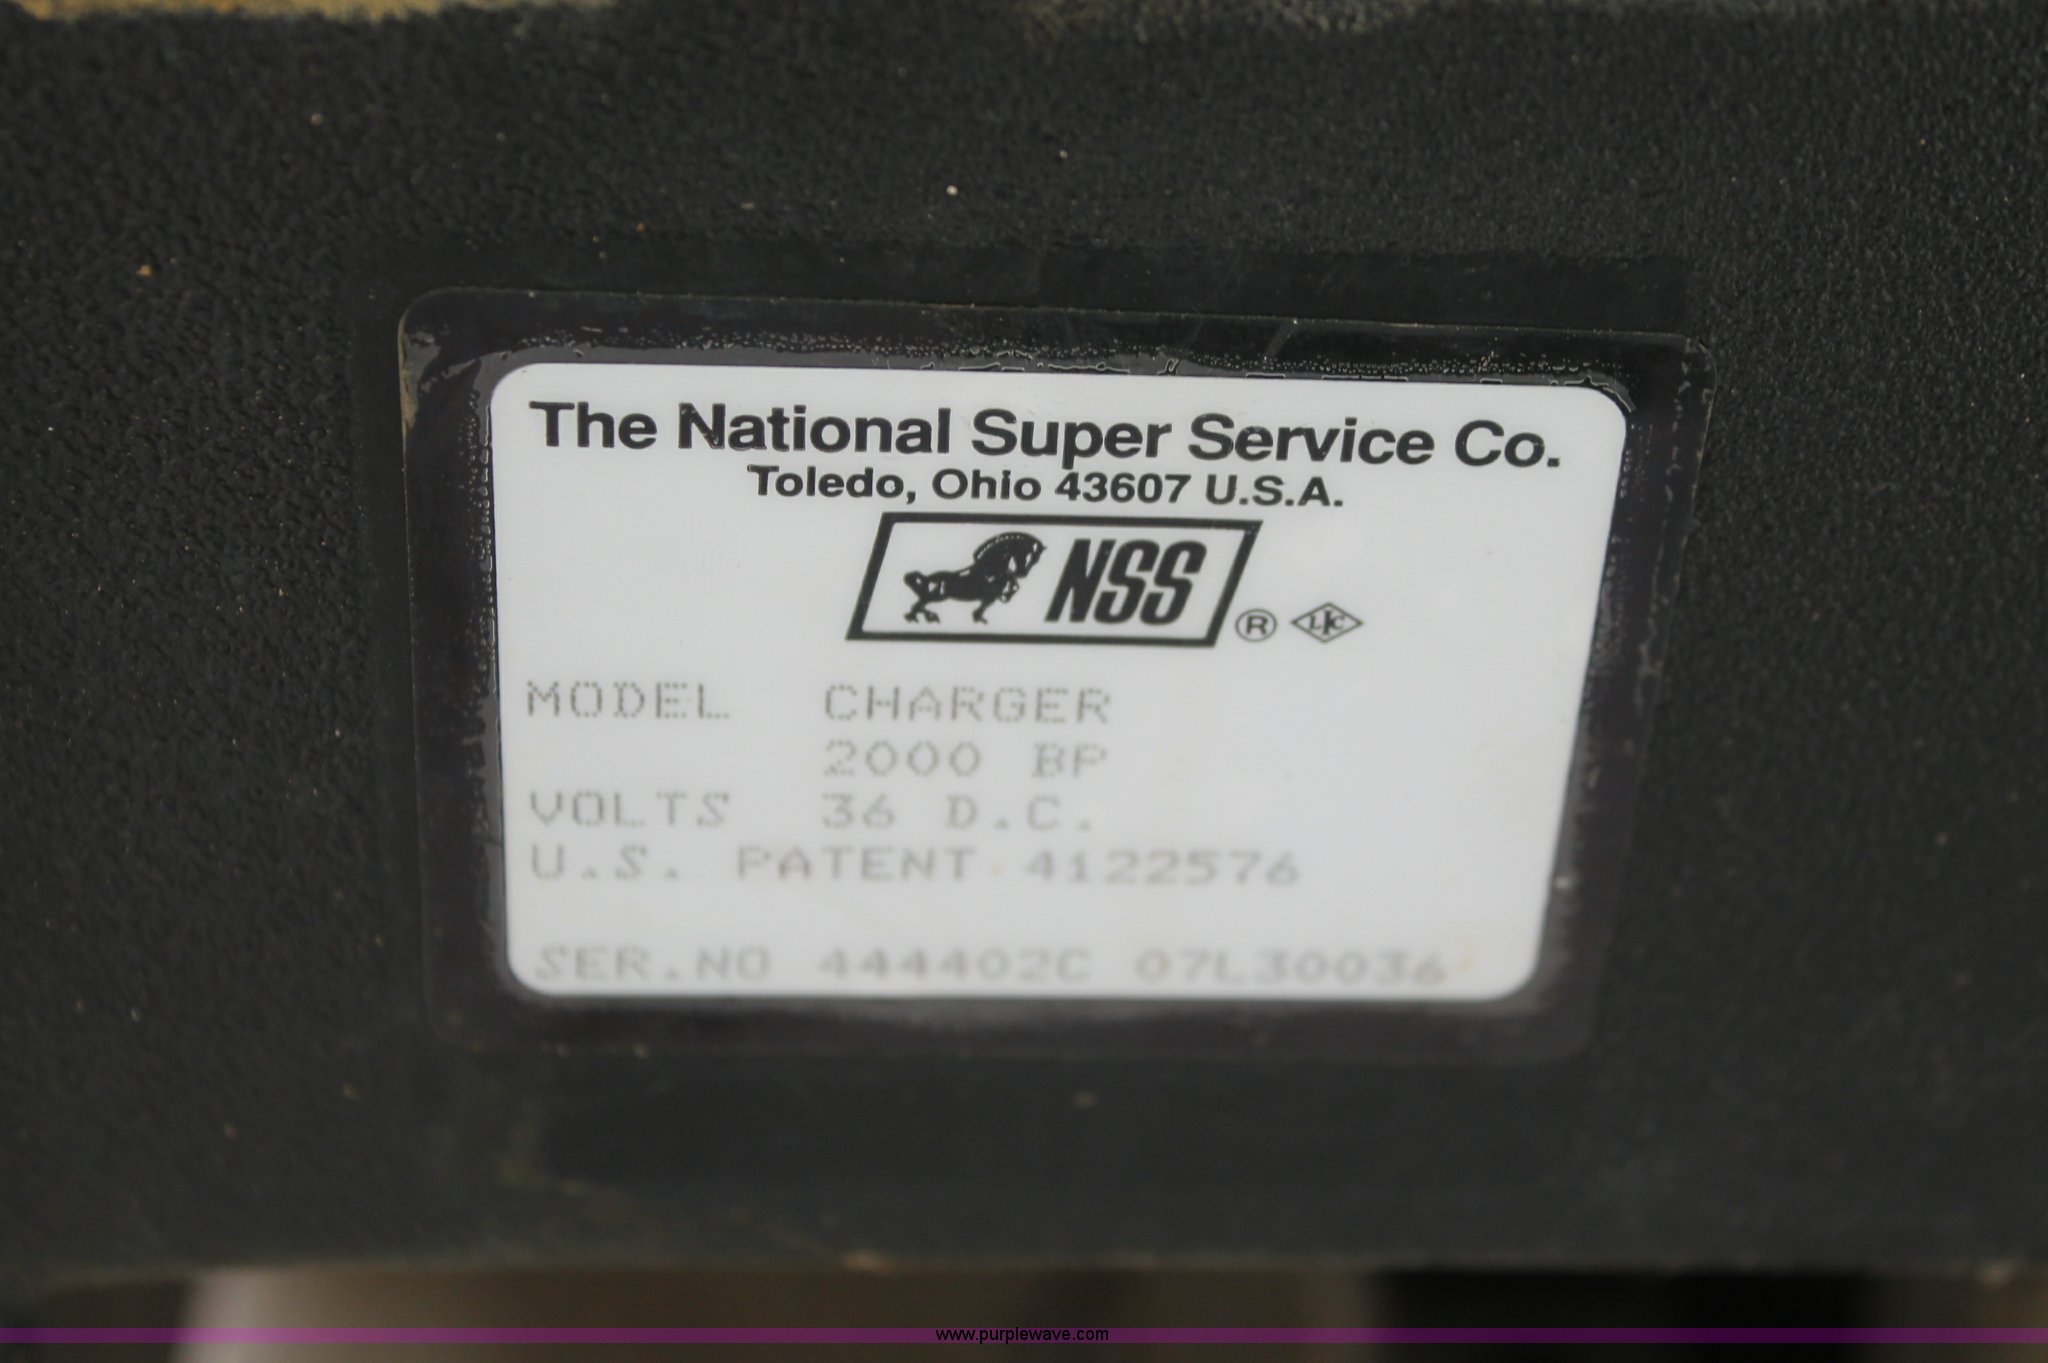 The National Super Service Co.
Toledo, Ohio 43607 U.S.A.
NSS ® LIC
MODEL CHARGER
2000 BP
VOLTS 36 D.C.
U.S. PATENT 4122576
SER.NO 444402C 07L30036
www.purplewave.com